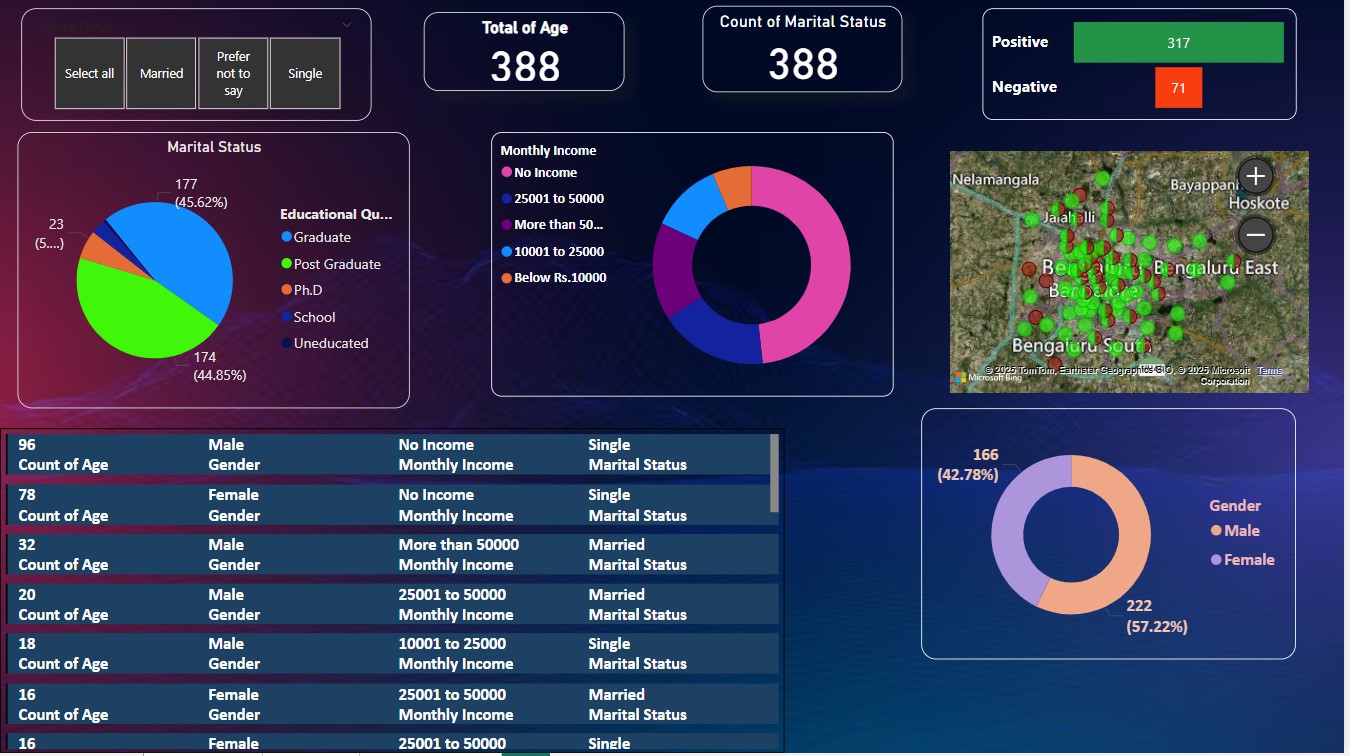 Marital Status
Select all
Married
Prefer
not to
say
Single
Total of Age
388
Count of Marital Status
388
Positive
317
Negative
71
Marital Status
177
(45.62%)
23
(5....)
174
(44.85%)
Educational Qu...
Graduate
Post Graduate
Ph.D
School
Uneducated
Monthly Income
No Income
25001 to 50000
More than 50...
10001 to 25000
Below Rs.10000
Nelamangala
Bayappan
Hoskote
Jalahalli
Bengaluru East
Bangalore
Bengaluru South
Microsoft Bing
© 2025 TomTom, Earthstar Geographics SIO, © 2025 Microsoft Terms
Corporation
96 Male No Income Single
Count of Age Gender Monthly Income Marital Status
78 Female No Income Single
Count of Age Gender Monthly Income Marital Status
32 Male More than 50000 Married
Count of Age Gender Monthly Income Marital Status
20 Male 25001 to 50000 Married
Count of Age Gender Monthly Income Marital Status
18 Male 10001 to 25000 Single
Count of Age Gender Monthly Income Marital Status
16 Female 25001 to 50000 Married
Count of Age Gender Monthly Income Marital Status
16 Female 25001 to 50000 Single
166
(42.78%)
222
(57.22%)
Gender
Male
Female